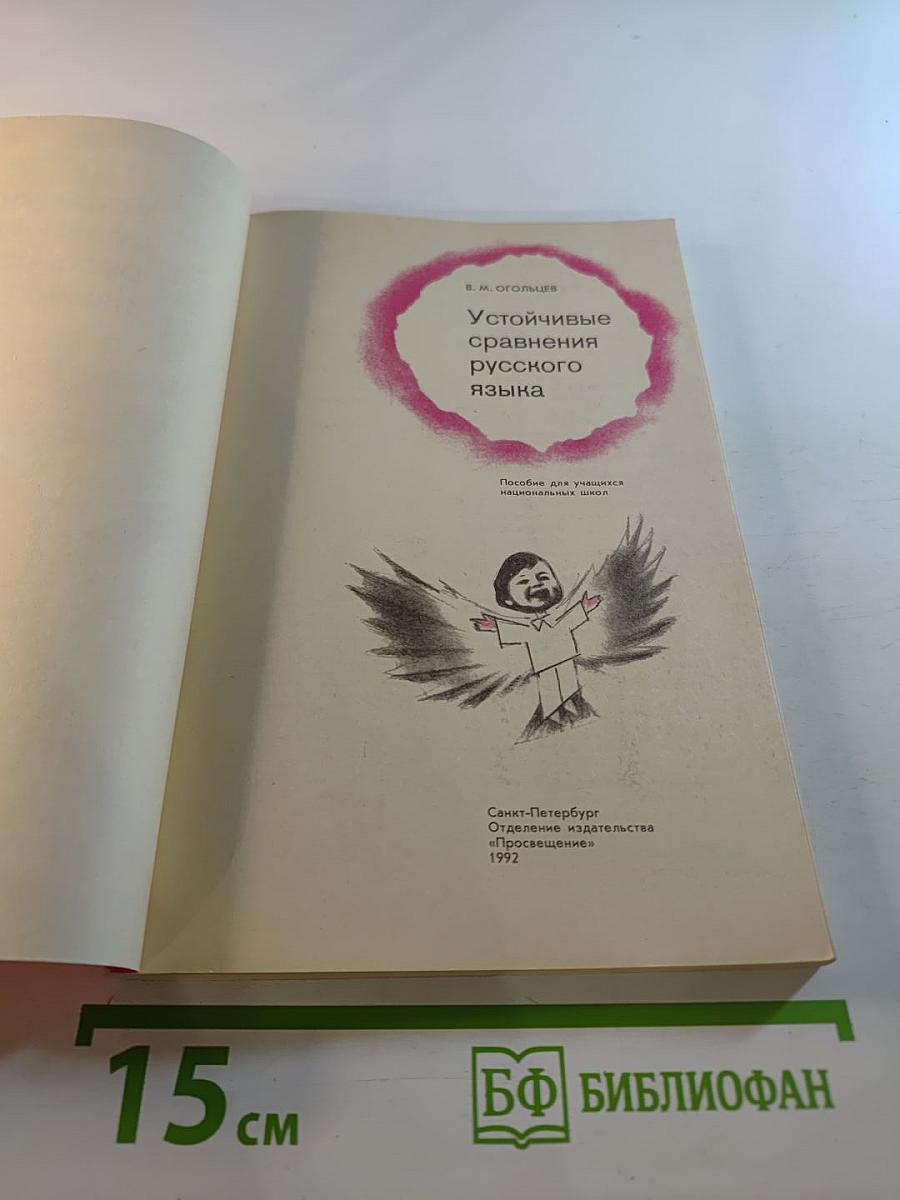 В. М. ОГОЛЬЦЕВ
Устойчивые
сравнения
русского
языка
Пособие для учащихся
национальных школ
Санкт-Петербург
Отделение издательства
«Просвещение»
1992
15 см
БФ БИБЛИОФАН